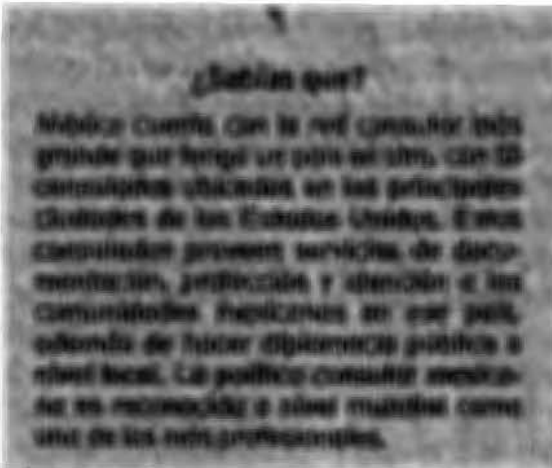 ¿Sabías que?
México cuenta con la red consular más
grande que tenga un país en otro, con
consulados ubicados en las principales
ciudades de los Estados Unidos. Estos
consulados proveen servicios de docu-
mentación, protección y atención a las
comunidades mexicanas en ese país,
además de hacer diplomacia pública a
nivel local. La política consular mexica-
na es reconocida a nivel mundial como
una de las más profesionales.